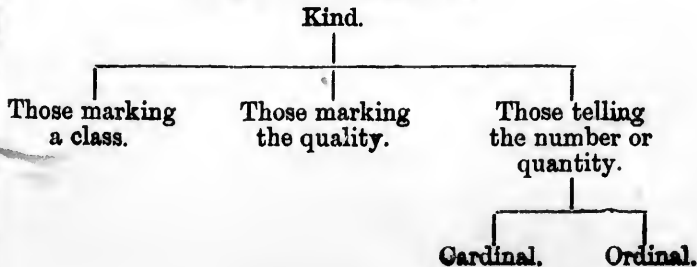 Kind.
Those marking
a class.
Those marking
the quality.
Those telling
the number or
quantity.
Cardinal.
Ordinal.